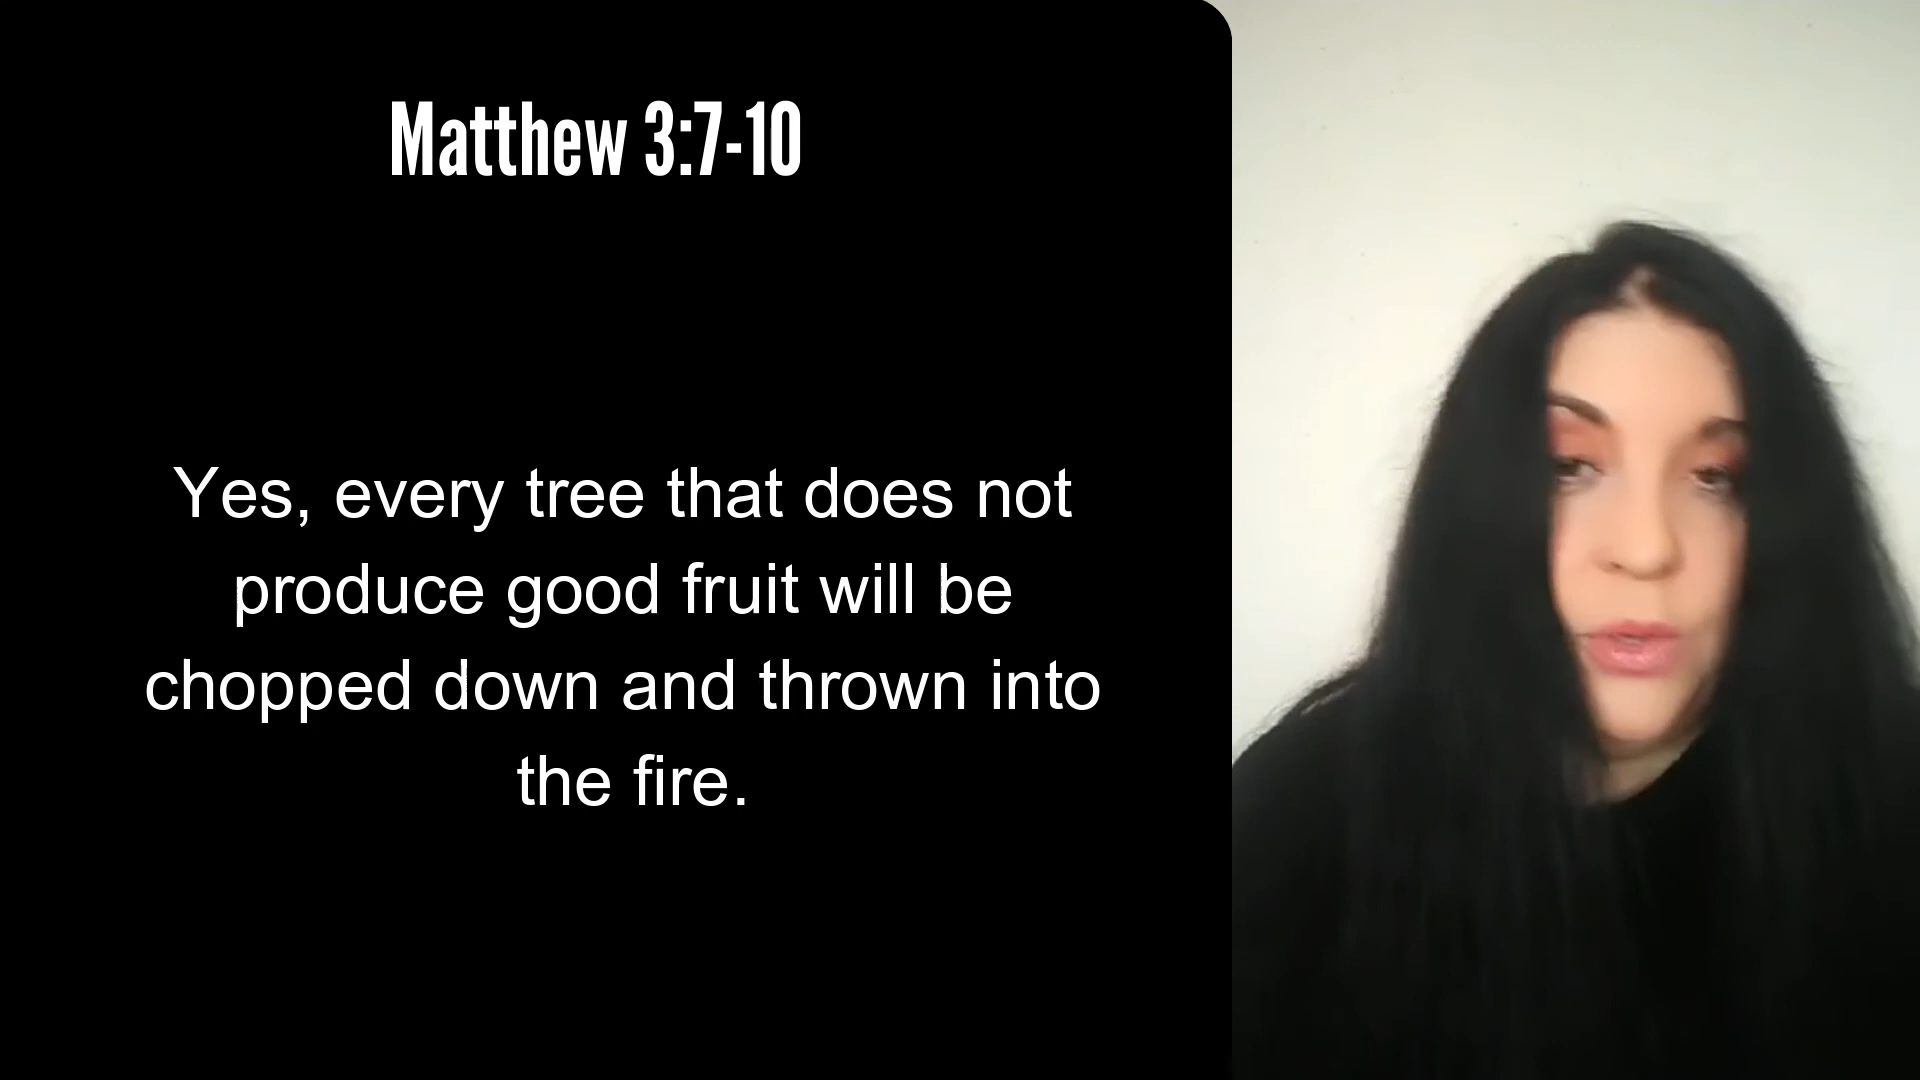 Matthew 3:7-10
Yes, every tree that does not
produce good fruit will be
chopped down and thrown into
the fire.